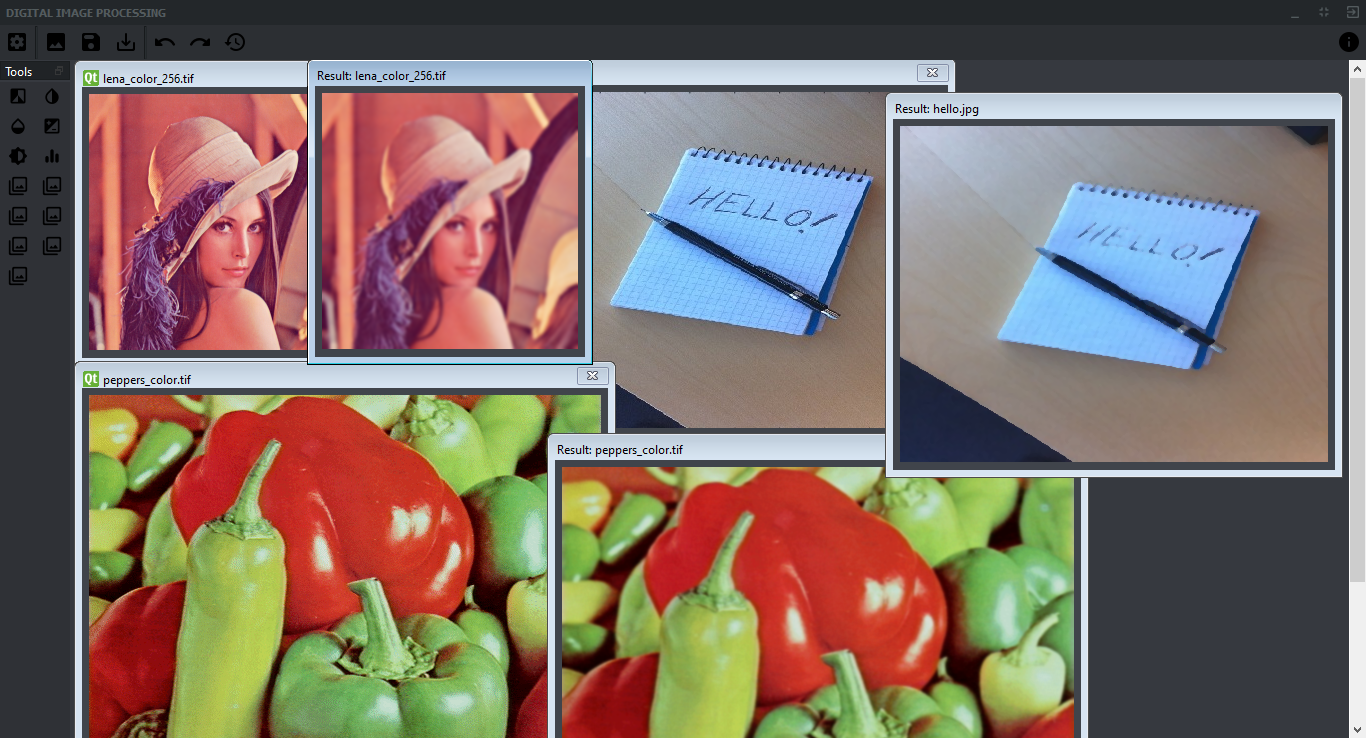 DIGITAL IMAGE PROCESSING
Tools
Qt lena_color_256.tif
Result: lena_color_256.tif
Result: hello.jpg
HELLO!
HELLO!
Qt peppers_color.tif
Result: peppers_color.tif